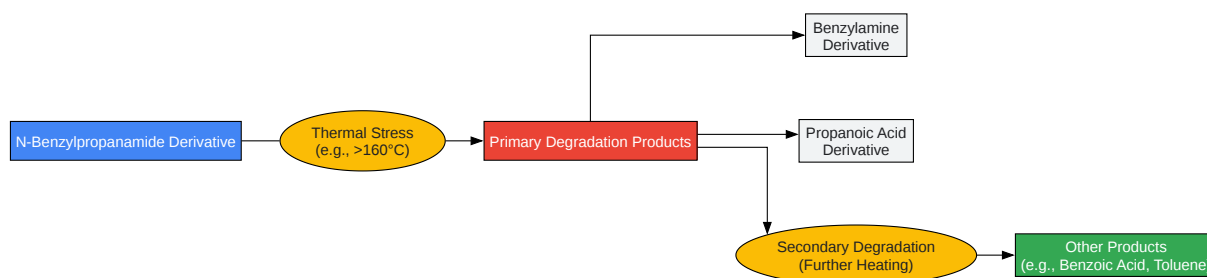 Benzylamine
Derivative
N-Benzylpropanamide Derivative
Thermal Stress
(e.g., >160°C)
Primary Degradation Products
Propanoic Acid
Derivative
Secondary Degradation
(Further Heating)
Other Products
(e.g., Benzoic Acid, Toluene